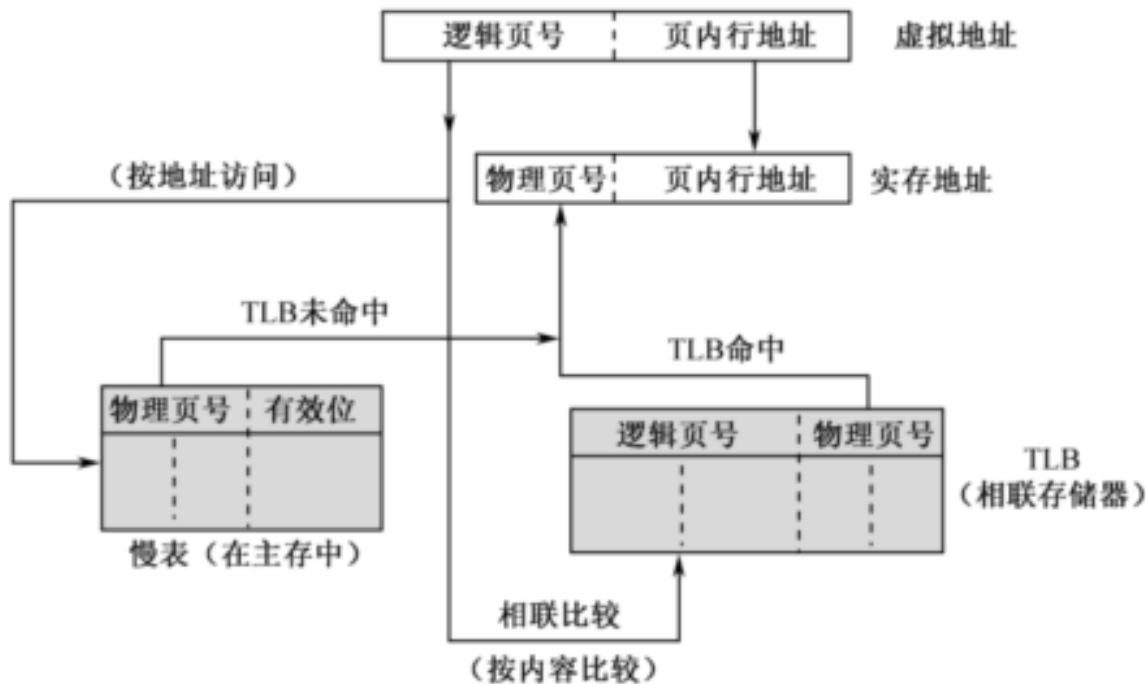 逻辑页号 页内行地址 虚拟地址
(按地址访问)
物理页号 页内行地址 实存地址
TLB未命中
TLB命中
物理页号 有效位
逻辑页号 物理页号
TLB
(相联存储器)
慢表(在主存中)
相联比较
(按内容比较)